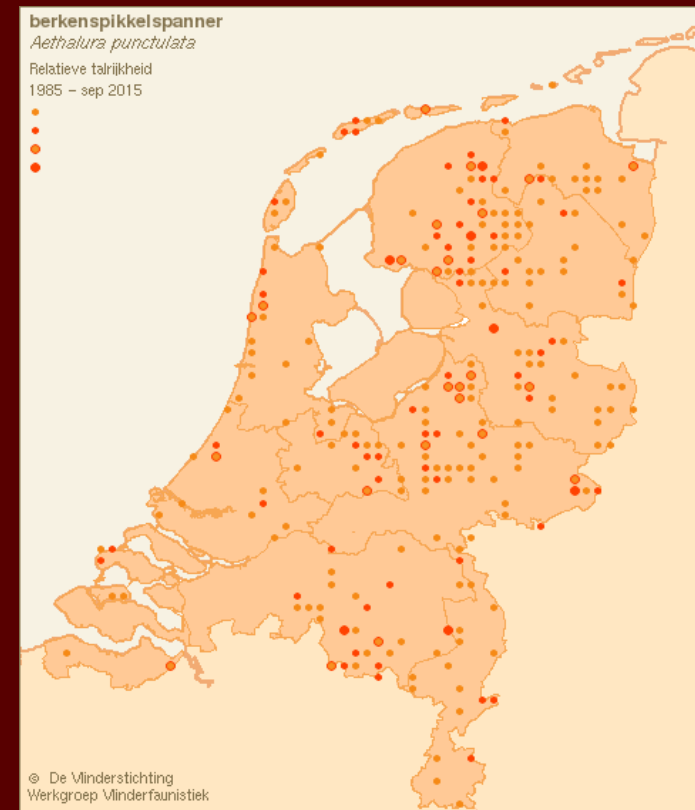 berkenspikkelspanner
Aethalura punctulata
Relatieve talrijkheid
1985 – sep 2015
© De Vlinderstichting
Werkgroep Vlinderfaunistiek